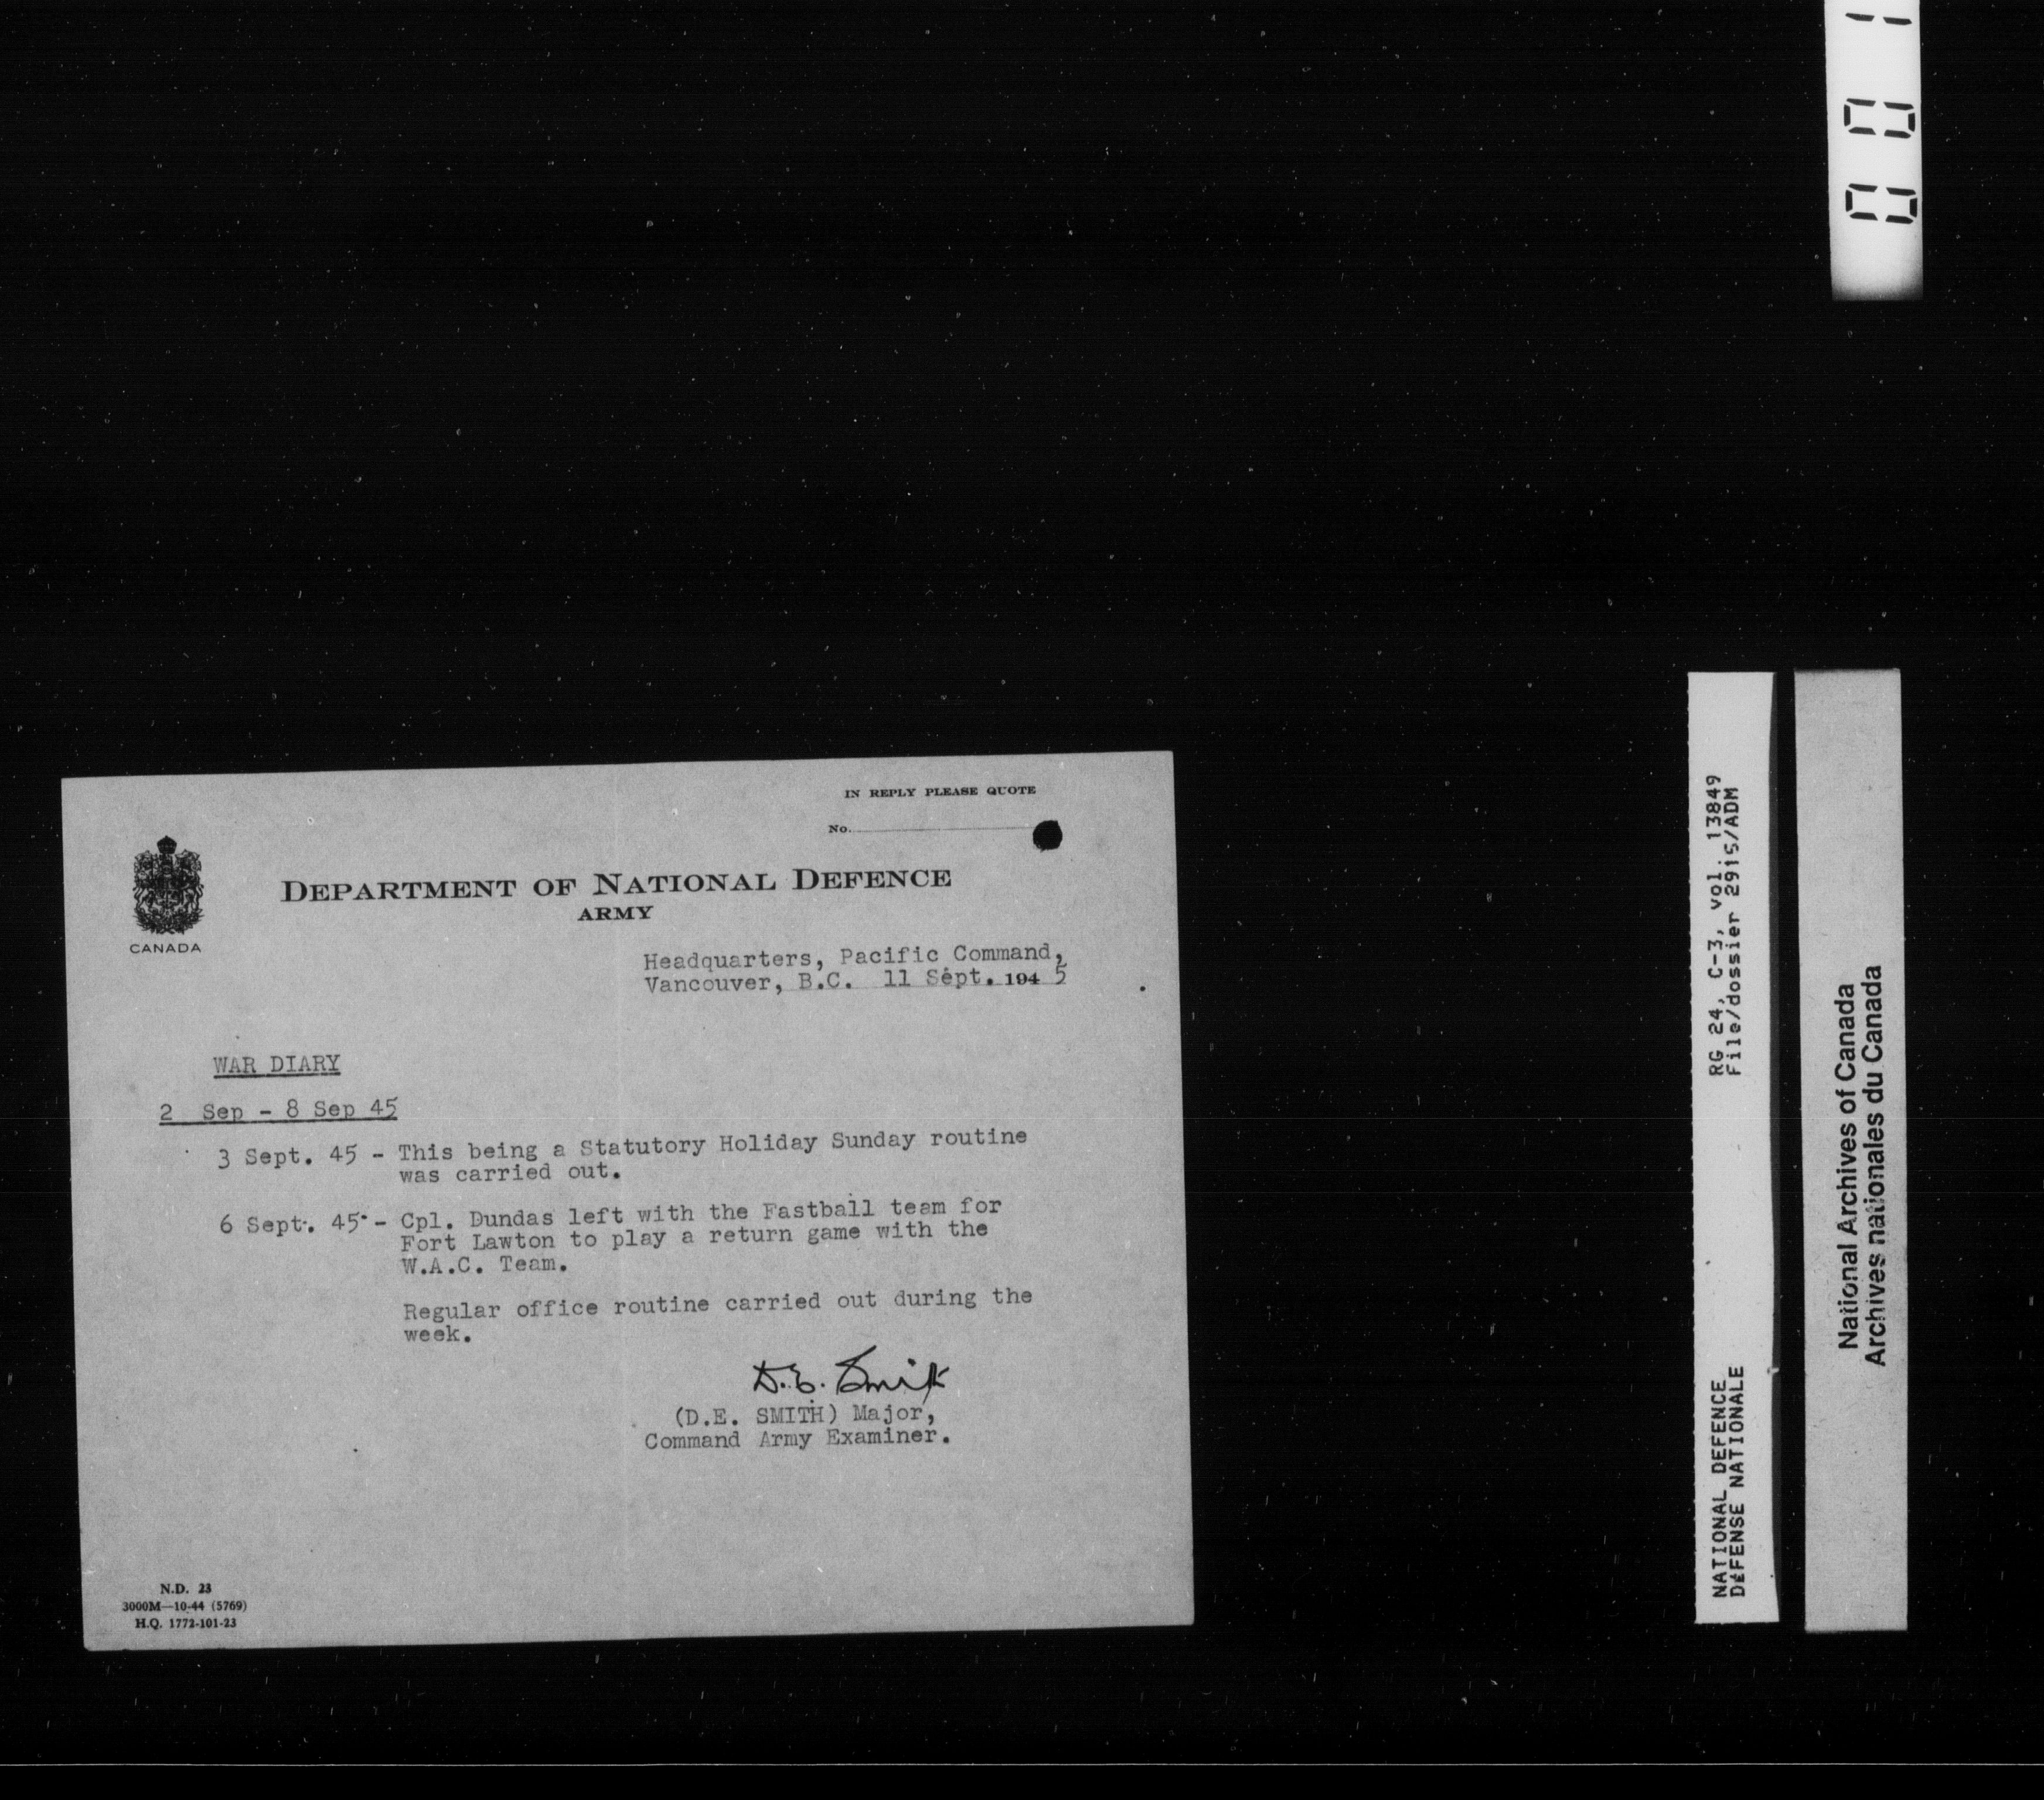 IN REPLY PLEASE QUOTE
No.
CANADA
DEPARTMENT OF NATIONAL DEFENCE
ARMY
Headquarters, Pacific Command,
Vancouver, B.C. 11 Sept. 1945
WAR DIARY
2 Sep - 8 Sep 45
3 Sept. 45 - This being a Statutory Holiday Sunday routine
was carried out.
6 Sept. 45 - Cpl. Dundas left with the Fastball team for
Fort Lawton to play a return game with the
W.A.C. Team.
Regular office routine carried out during the
week.
D.E. Smith
(D.E. SMITH) Major,
Command Army Examiner.
N.D. 23
3000M—10-44 (5769)
H.Q. 1772-101-23
001
RG 24, C-3, vol. 13849
File/dossier 2915/ADM
NATIONAL DEFENCE
DÉFENSE NATIONALE
National Archives of Canada
Archives nationales du Canada